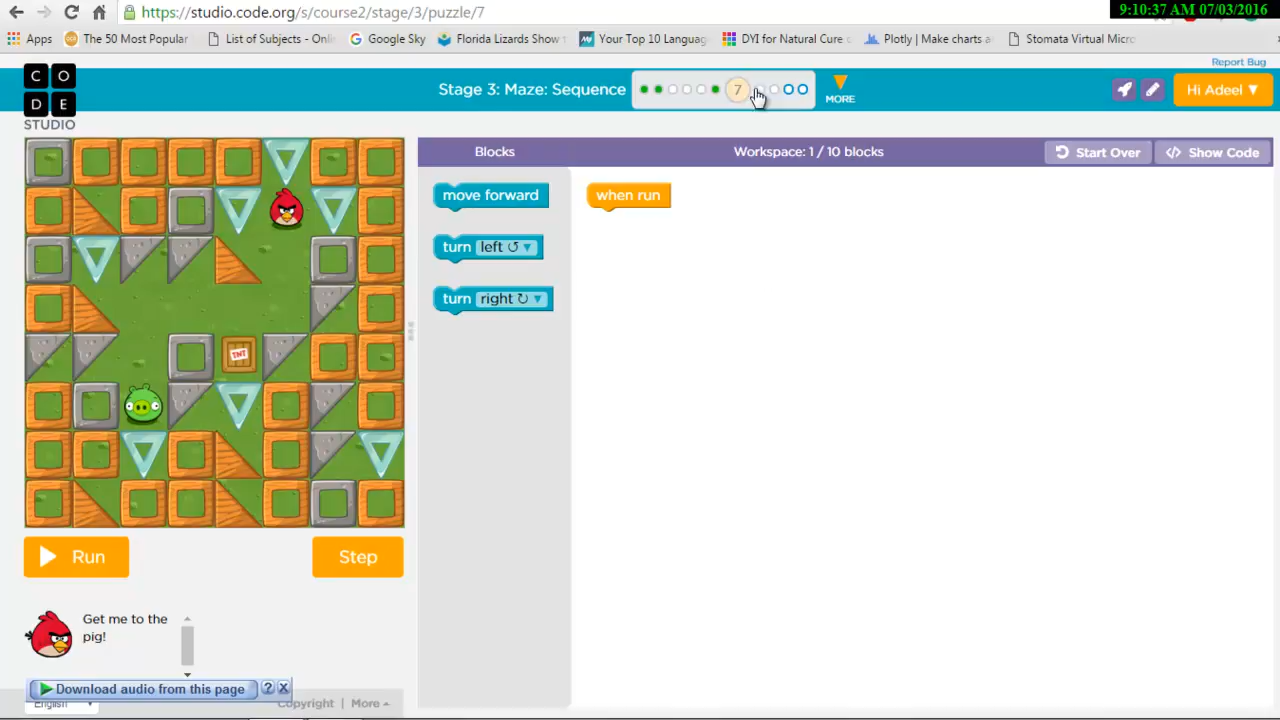 9:10:37 AM 07/03/2016
https://studio.code.org/s/course2/stage/3/puzzle/7
Apps The 50 Most Popular List of Subjects - Onli Google Sky Florida Lizards Show Your Top 10 Languag DYI for Natural Cure Plotly | Make charts a Stomata Virtual Micro
Report Bug
C O D E STUDIO
Stage 3: Maze: Sequence 7 MORE Hi Adeel ▼
Blocks Workspace: 1 / 10 blocks Start Over </> Show Code
move forward when run
turn left ↺ ▼
turn right ↻ ▼
TNT
Run Step
Get me to the
pig!
Download audio from this page ? X
English Copyright | More